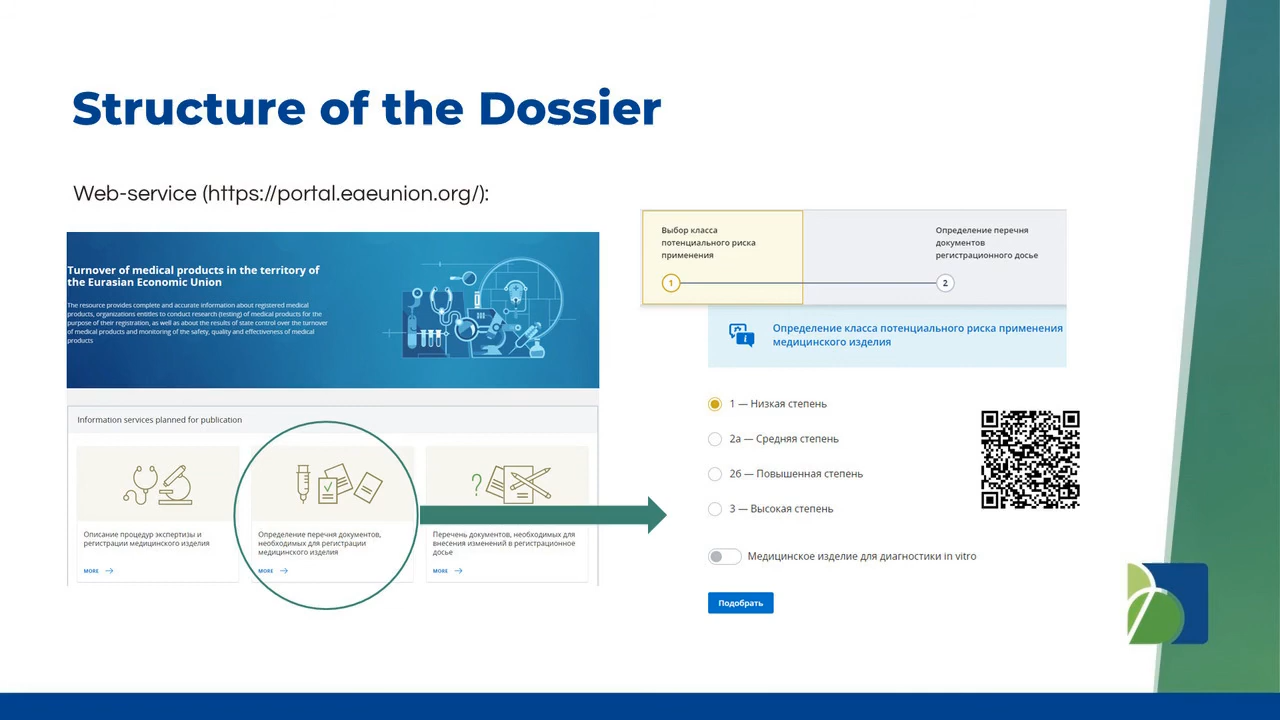 Structure of the Dossier
Web-service (https://portal.eaeunion.org/):
Turnover of medical products in the territory of
the Eurasian Economic Union
The resource provides complete and accurate information about registered medical
products, organizations entitles to conduct research (testing) of medical products for the
purpose of their registration, as well as about the results of state control over the turnover
of medical products and monitoring of the safety, quality and effectiveness of medical
products
Information services planned for publication
Описание процедур экспертизы и
регистрации медицинского изделия
MORE
Определение перечня документов,
необходимых для регистрации
медицинского изделия
MORE
Перечень документов, необходимых для
внесения изменений в регистрационное
досье
MORE
Выбор класса
потенциального риска
применения
1
Определение перечня
документов
регистрационного досье
2
Определение класса потенциального риска применения
медицинского изделия
1 — Низкая степень
2а — Средняя степень
2б — Повышенная степень
3 — Высокая степень
Медицинское изделие для диагностики in vitro
Подобрать